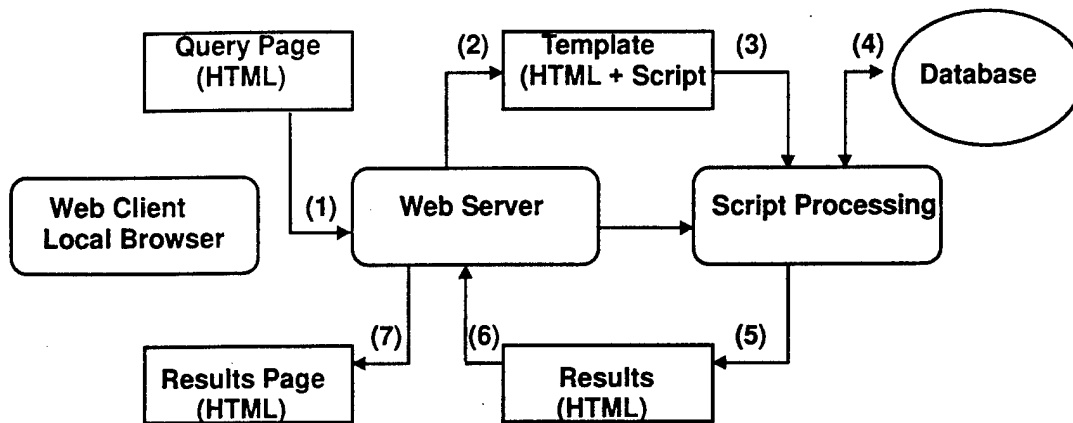 Query Page
(HTML)
(2)
Template
(HTML + Script
(3)
(4)
Database
Web Client
Local Browser
(1)
Web Server
Script Processing
(7)
(6)
(5)
Results Page
(HTML)
Results
(HTML)